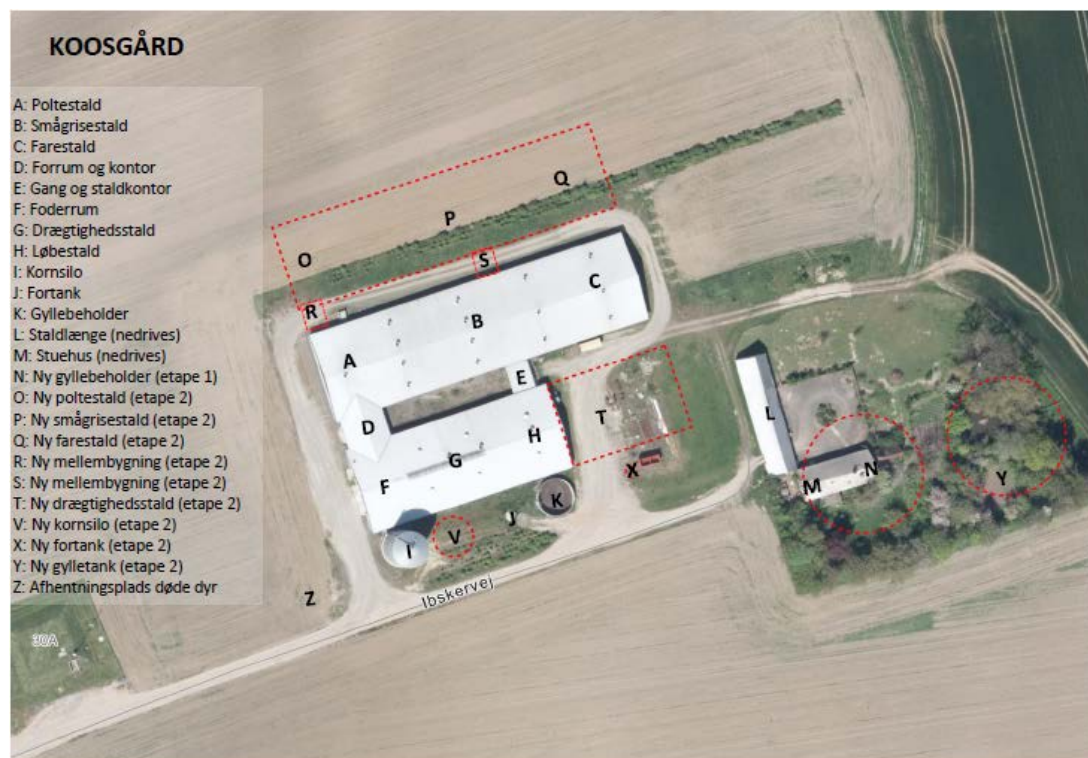 KOOSGÅRD
A: Poltestald
B: Smågrisestald
C: Farestald
D: Forrum og kontor
E: Gang og staldkontor
F: Foderrum
G: Drægtighedsstald
H: Løbestald
I: Kornsilo
J: Fortank
K: Gyllebeholder
L: Staldlænge (nedrives)
M: Stuehus (nedrives)
N: Ny gyllebeholder (etape 1)
O: Ny poltestald (etape 2)
P: Ny smågrisestald (etape 2)
Q: Ny farestald (etape 2)
R: Ny mellembygning (etape 2)
S: Ny mellembygning (etape 2)
T: Ny drægtighedsstald (etape 2)
V: Ny kornsilo (etape 2)
X: Ny fortank (etape 2)
Y: Ny gylletank (etape 2)
Z: Afhentningsplads døde dyr
Q
P
O
S
R
C
B
A
E
D
T
L
H
G
F
X
N
M
Y
K
J
V
I
Ibskervej
Z
30A